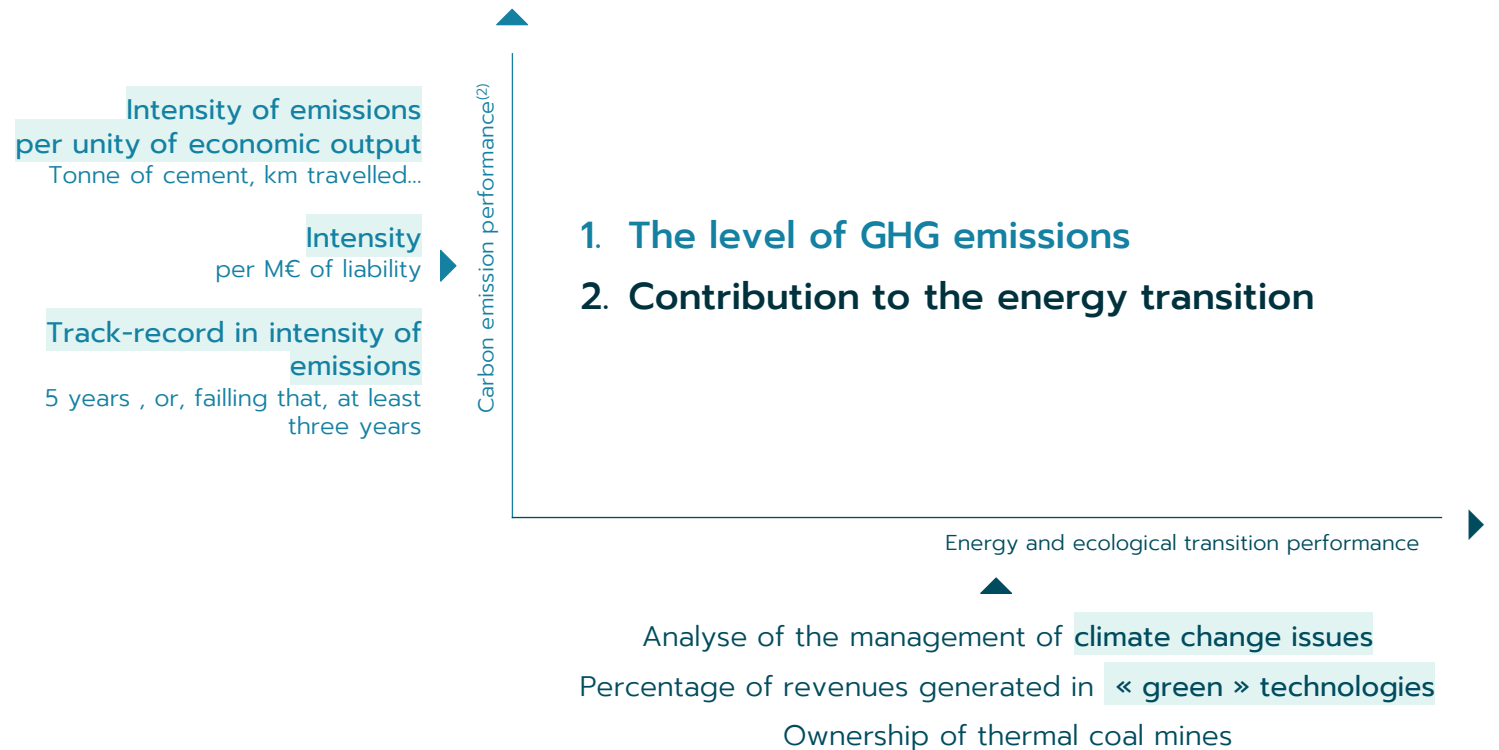 Intensity of emissions
per unity of economic output
Tonne of cement, km travelled...
Intensity
per M€ of liability
Track-record in intensity of
emissions
5 years , or, failling that, at least
three years
Carbon emission performance(2)
1. The level of GHG emissions
2. Contribution to the energy transition
Energy and ecological transition performance
Analyse of the management of climate change issues
Percentage of revenues generated in « green » technologies
Ownership of thermal coal mines